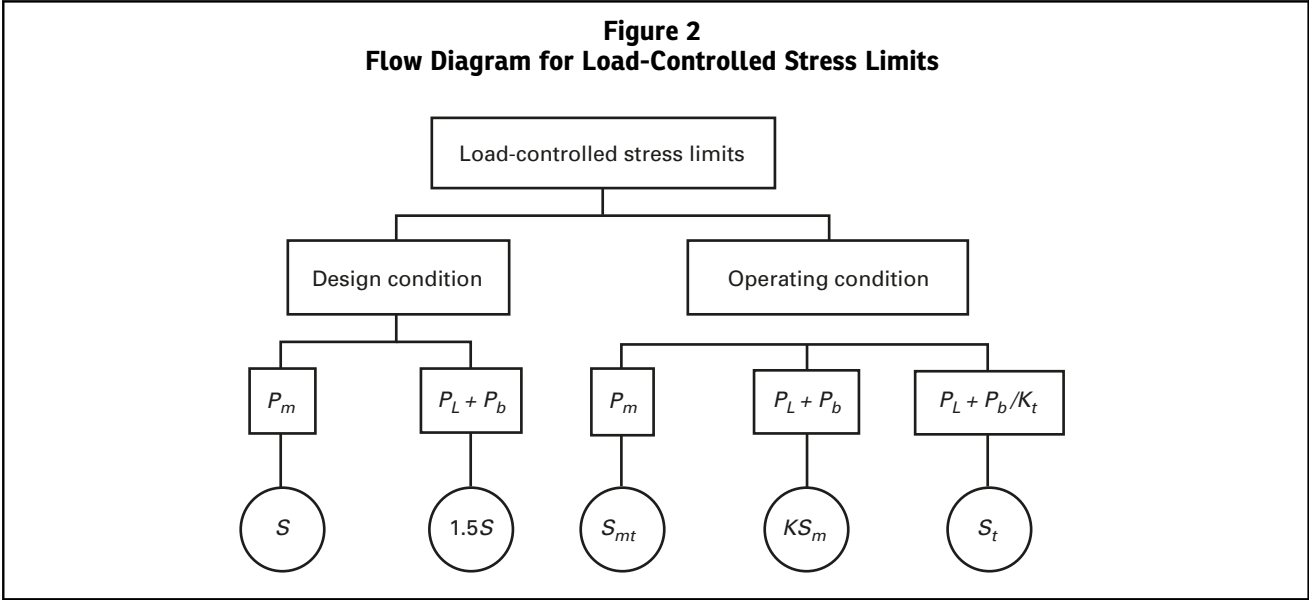 Figure 2
Flow Diagram for Load-Controlled Stress Limits
Load-controlled stress limits
Design condition
Operating condition
P_m
P_L + P_b
P_m
P_L + P_b
P_L + P_b/K_t
S
1.5S
S_mt
KS_m
S_t